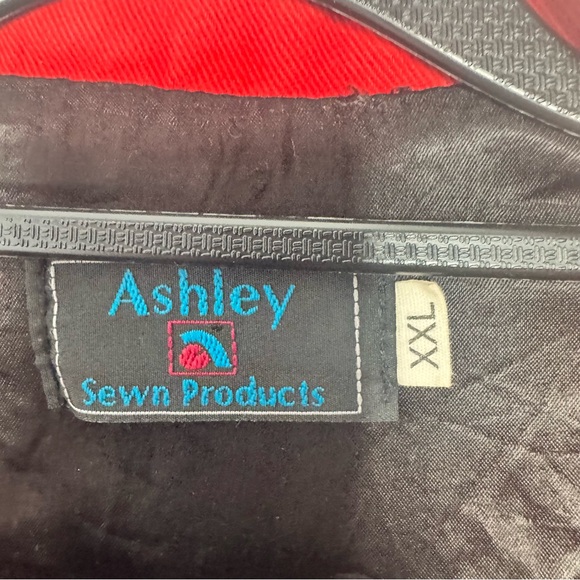 Ashley
Sewn Products
XXL